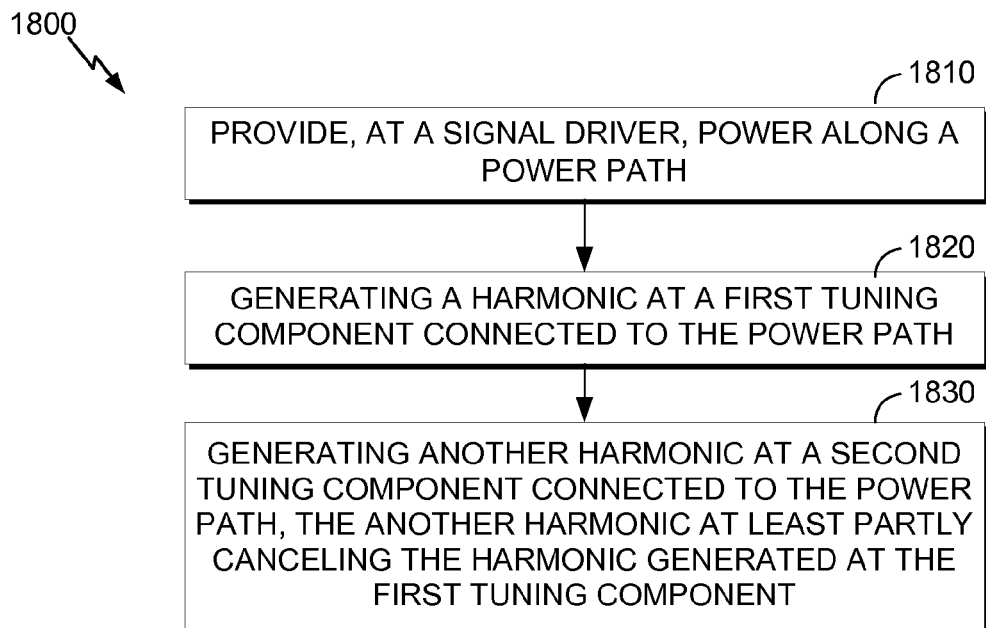 1800
1810
PROVIDE, AT A SIGNAL DRIVER, POWER ALONG A
POWER PATH
1820
GENERATING A HARMONIC AT A FIRST TUNING
COMPONENT CONNECTED TO THE POWER PATH
1830
GENERATING ANOTHER HARMONIC AT A SECOND
TUNING COMPONENT CONNECTED TO THE POWER
PATH, THE ANOTHER HARMONIC AT LEAST PARTLY
CANCELING THE HARMONIC GENERATED AT THE
FIRST TUNING COMPONENT